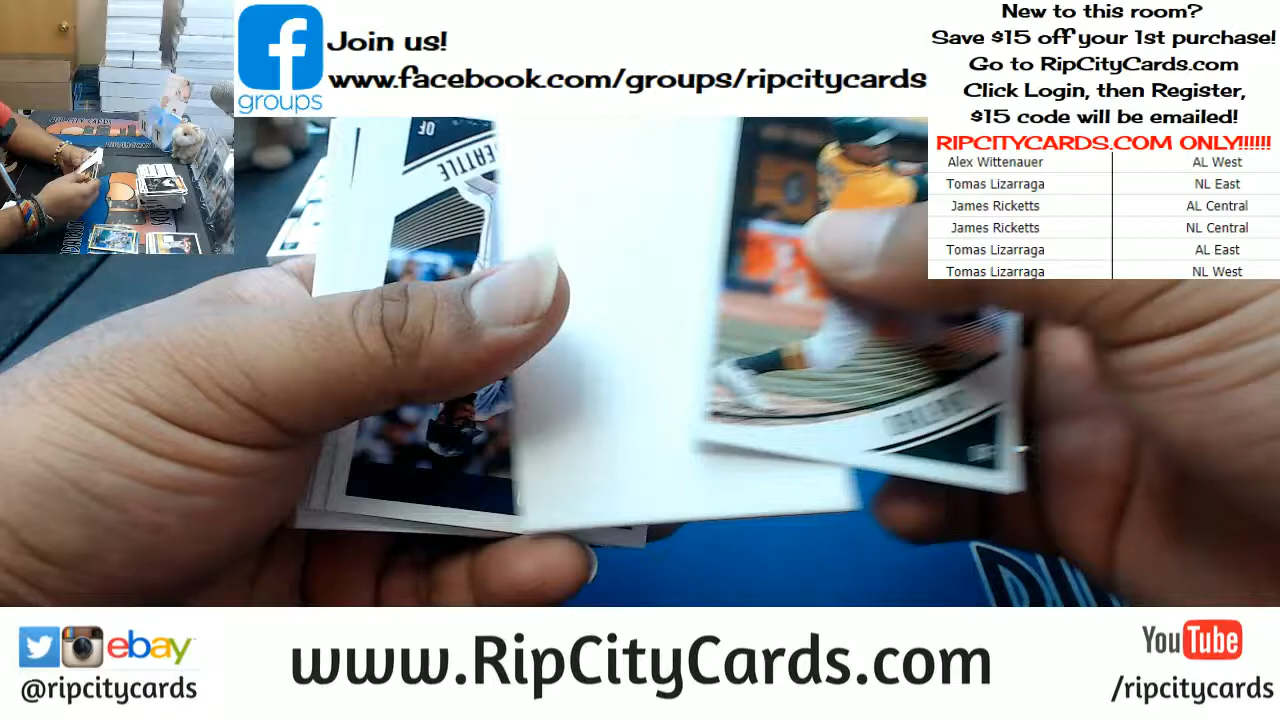 Join us!
www.facebook.com/groups/ripcitycards
groups
New to this room?
Save $15 off your 1st purchase!
Go to RipCityCards.com
Click Login, then Register,
$15 code will be emailed!
RIPCITYCARDS.COM ONLY!!!!!!
Alex Wittenauer AL West
Tomas Lizarraga NL East
James Ricketts AL Central
James Ricketts NL Central
Tomas Lizarraga AL East
Tomas Lizarraga NL West
OF
SEATTLE
ebay
@ripcitycards
www.RipCityCards.com
YouTube
/ripcitycards